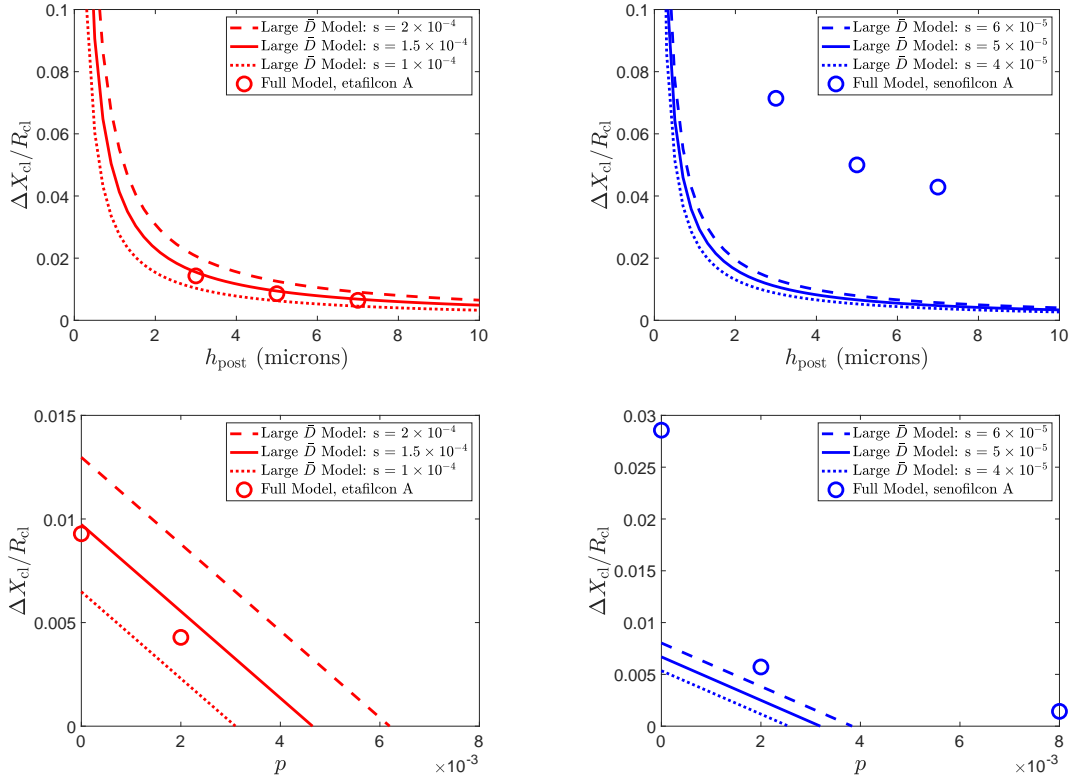 0.1
0.08
0.06
0.04
0.02
0
ΔX_cl/R_cl
Large D̄ Model: s = 2 × 10⁻⁴
Large D̄ Model: s = 1.5 × 10⁻⁴
Large D̄ Model: s = 1 × 10⁻⁴
Full Model, etafilcon A
0 2 4 6 8 10
h_post (microns)
0.1
0.08
0.06
0.04
0.02
0
ΔX_cl/R_cl
Large D̄ Model: s = 6 × 10⁻⁵
Large D̄ Model: s = 5 × 10⁻⁵
Large D̄ Model: s = 4 × 10⁻⁵
Full Model, senofilcon A
0 2 4 6 8 10
h_post (microns)
0.015
0.01
0.005
0
ΔX_cl/R_cl
Large D̄ Model: s = 2 × 10⁻⁴
Large D̄ Model: s = 1.5 × 10⁻⁴
Large D̄ Model: s = 1 × 10⁻⁴
Full Model, etafilcon A
0 2 4 6 8
p
×10⁻³
0.03
0.025
0.02
0.015
0.01
0.005
0
ΔX_cl/R_cl
Large D̄ Model: s = 6 × 10⁻⁵
Large D̄ Model: s = 5 × 10⁻⁵
Large D̄ Model: s = 4 × 10⁻⁵
Full Model, senofilcon A
0 2 4 6 8
p
×10⁻³